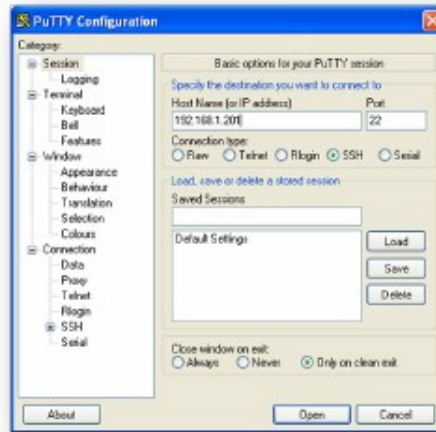 PuTTY Configuration
Category:
Session
Logging
Terminal
Keyboard
Bell
Features
Window
Appearance
Behaviour
Translation
Selection
Colours
Connection
Data
Proxy
Telnet
Rlogin
SSH
Serial
Basic options for your PuTTY session
Specify the destination you want to connect to
Host Name (or IP address) Port
192.168.1.201 22
Connection type:
Raw Telnet Rlogin SSH Serial
Load, save or delete a stored session
Saved Sessions
Default Settings
Load
Save
Delete
Close window on exit:
Always Never Only on clean exit
About Open Cancel